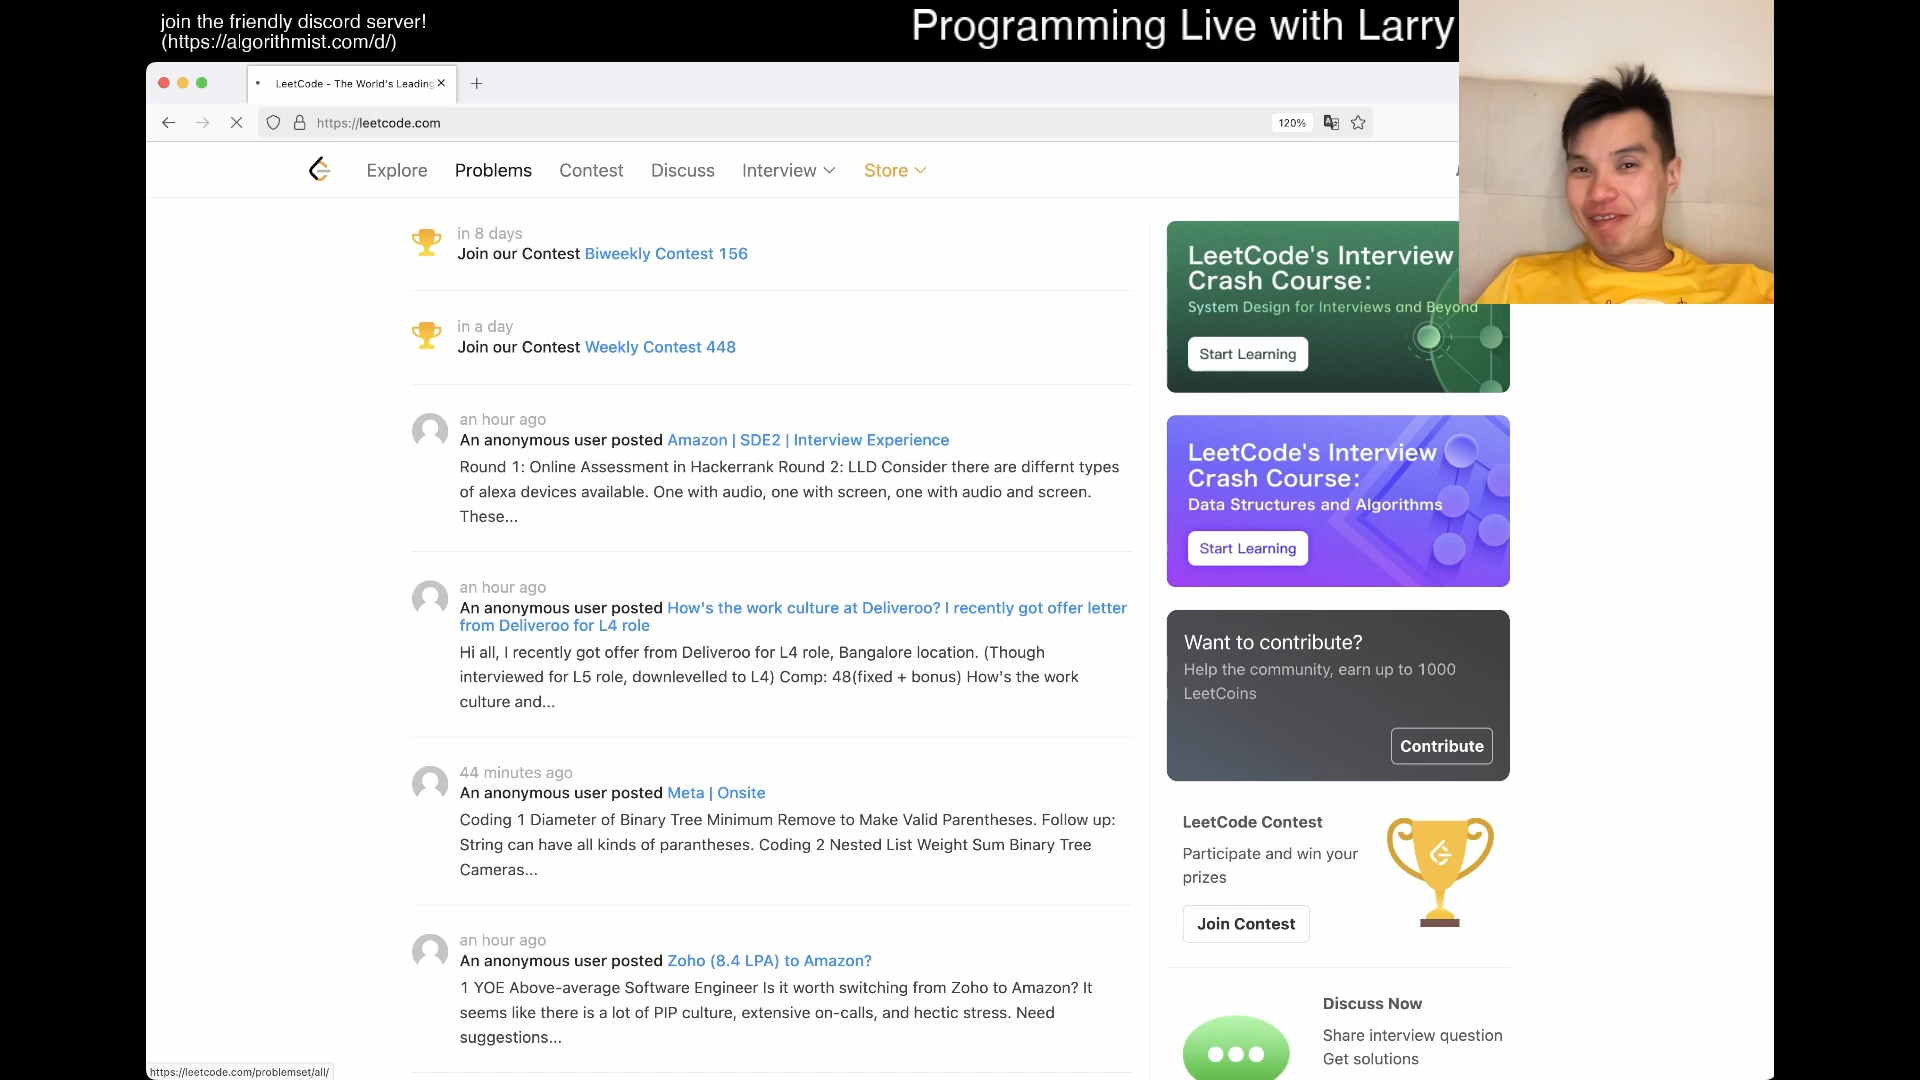 join the friendly discord server!
(https://algorithmist.com/d/)
Programming Live with Larry
LeetCode - The World's Leading
https://leetcode.com
120%
Explore
Problems
Contest
Discuss
Interview
Store
in 8 days
Join our Contest Biweekly Contest 156
in a day
Join our Contest Weekly Contest 448
an hour ago
An anonymous user posted Amazon | SDE2 | Interview Experience
Round 1: Online Assessment in Hackerrank Round 2: LLD Consider there are differnt types
of alexa devices available. One with audio, one with screen, one with audio and screen.
These...
an hour ago
An anonymous user posted How's the work culture at Deliveroo? I recently got offer letter
from Deliveroo for L4 role
Hi all, I recently got offer from Deliveroo for L4 role, Bangalore location. (Though
interviewed for L5 role, downlevelled to L4) Comp: 48(fixed + bonus) How's the work
culture and...
44 minutes ago
An anonymous user posted Meta | Onsite
Coding 1 Diameter of Binary Tree Minimum Remove to Make Valid Parentheses. Follow up:
String can have all kinds of parantheses. Coding 2 Nested List Weight Sum Binary Tree
Cameras...
an hour ago
An anonymous user posted Zoho (8.4 LPA) to Amazon?
1 YOE Above-average Software Engineer Is it worth switching from Zoho to Amazon? It
seems like there is a lot of PIP culture, extensive on-calls, and hectic stress. Need
suggestions...
LeetCode's Interview
Crash Course:
System Design for Interviews and Beyond
Start Learning
LeetCode's Interview
Crash Course:
Data Structures and Algorithms
Start Learning
Want to contribute?
Help the community, earn up to 1000
LeetCoins
Contribute
LeetCode Contest
Participate and win your
prizes
Join Contest
Discuss Now
Share interview question
Get solutions
https://leetcode.com/problemset/all/